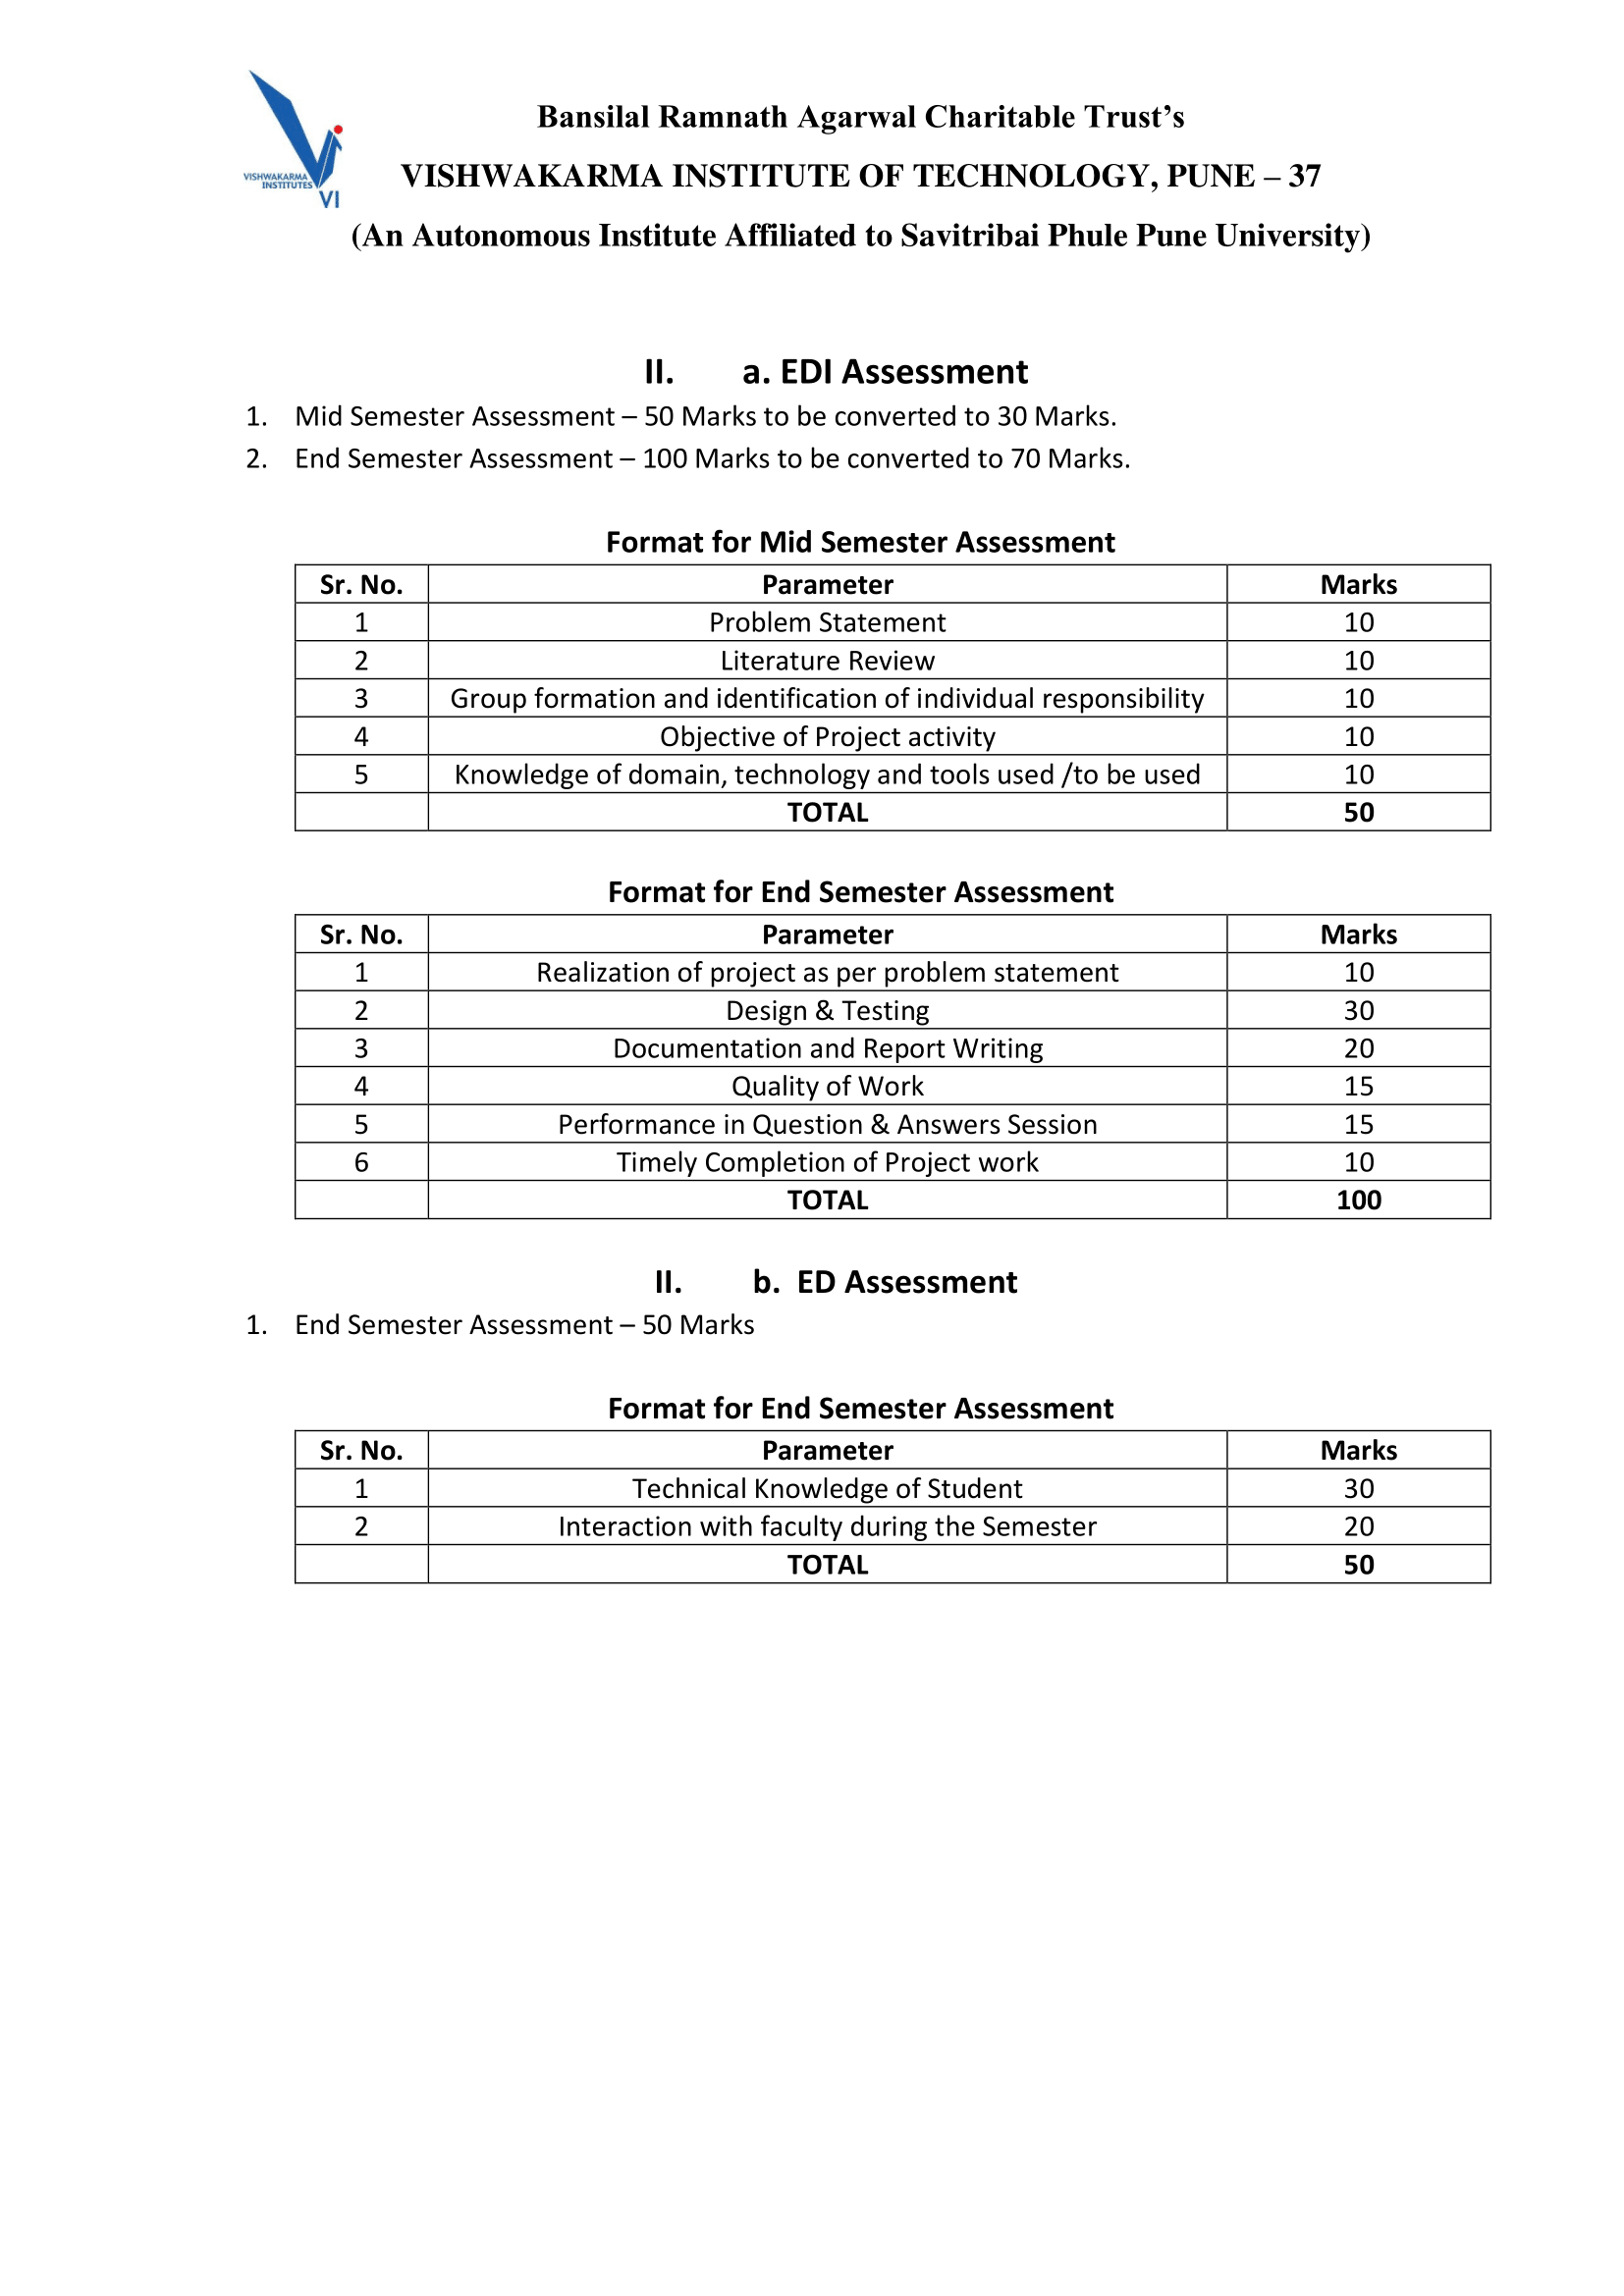 VISHWAKARMA
INSTITUTES
VI
Bansilal Ramnath Agarwal Charitable Trust’s
VISHWAKARMA INSTITUTE OF TECHNOLOGY, PUNE – 37
(An Autonomous Institute Affiliated to Savitribai Phule Pune University)
II. a. EDI Assessment
1. Mid Semester Assessment – 50 Marks to be converted to 30 Marks.
2. End Semester Assessment – 100 Marks to be converted to 70 Marks.
Format for Mid Semester Assessment
Sr. No. Parameter Marks
1 Problem Statement 10
2 Literature Review 10
3 Group formation and identification of individual responsibility 10
4 Objective of Project activity 10
5 Knowledge of domain, technology and tools used /to be used 10
TOTAL 50
Format for End Semester Assessment
Sr. No. Parameter Marks
1 Realization of project as per problem statement 10
2 Design & Testing 30
3 Documentation and Report Writing 20
4 Quality of Work 15
5 Performance in Question & Answers Session 15
6 Timely Completion of Project work 10
TOTAL 100
II. b. ED Assessment
1. End Semester Assessment – 50 Marks
Format for End Semester Assessment
Sr. No. Parameter Marks
1 Technical Knowledge of Student 30
2 Interaction with faculty during the Semester 20
TOTAL 50